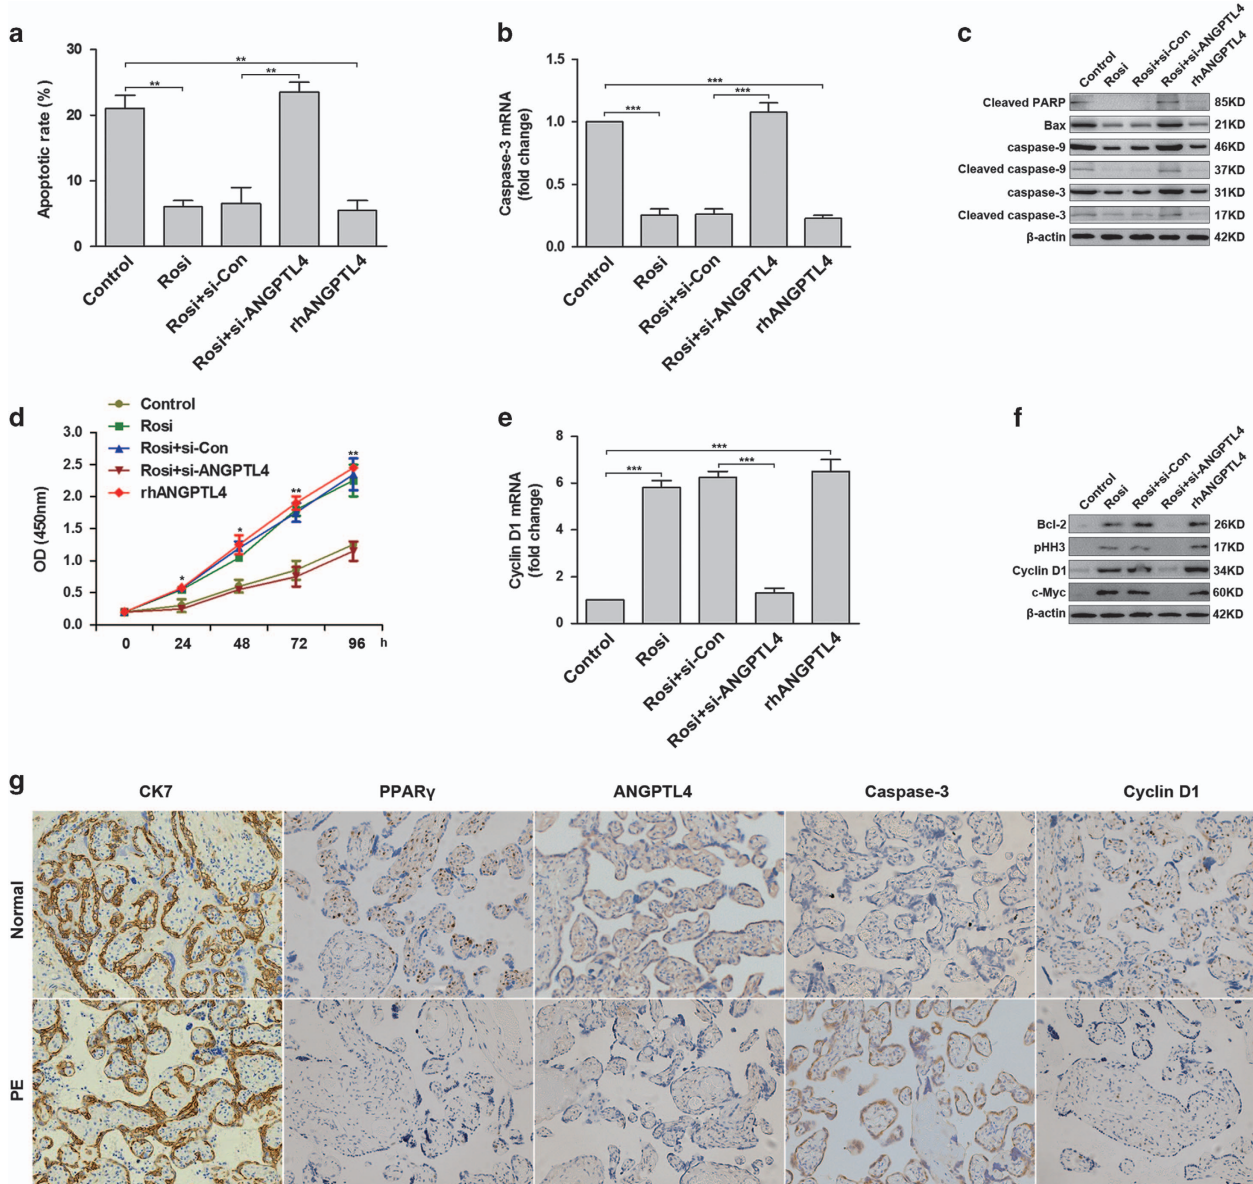 a
30
20
10
0
Apoptotic rate (%)
**
**
**
Control
Rosi
Rosi+si-Con
Rosi+si-ANGPTL4
rhANGPTL4
b
1.5
1.0
0.5
0.0
Caspase-3 mRNA
(fold change)
***
***
***
Control
Rosi
Rosi+si-Con
Rosi+si-ANGPTL4
rhANGPTL4
c
Control
Rosi
Rosi+si-Con
Rosi+si-ANGPTL4
rhANGPTL4
Cleaved PARP 85KD
Bax 21KD
caspase-9 46KD
Cleaved caspase-9 37KD
caspase-3 31KD
Cleaved caspase-3 17KD
β-actin 42KD
d
Control
Rosi
Rosi+si-Con
Rosi+si-ANGPTL4
rhANGPTL4
3.0
2.5
2.0
1.5
1.0
0.5
0.0
OD (450nm)
*
*
**
**
0 24 48 72 96 h
e
8
6
4
2
0
Cyclin D1 mRNA
(fold change)
***
***
***
Control
Rosi
Rosi+si-Con
Rosi+si-ANGPTL4
rhANGPTL4
f
Control
Rosi
Rosi+si-Con
Rosi+si-ANGPTL4
rhANGPTL4
Bcl-2 26KD
pHH3 17KD
Cyclin D1 34KD
c-Myc 60KD
β-actin 42KD
g
CK7 PPARγ ANGPTL4 Caspase-3 Cyclin D1
Normal
PE